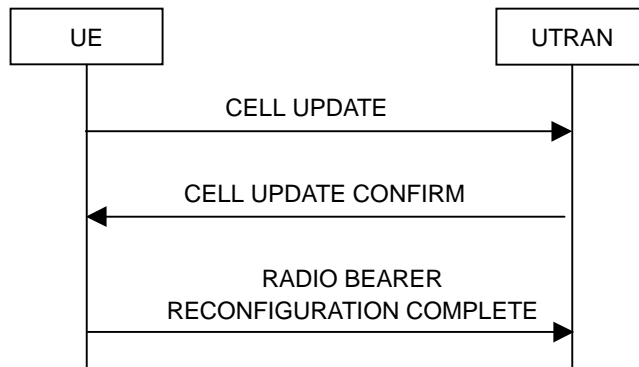 UE
UTRAN
CELL UPDATE
CELL UPDATE CONFIRM
RADIO BEARER
RECONFIGURATION COMPLETE